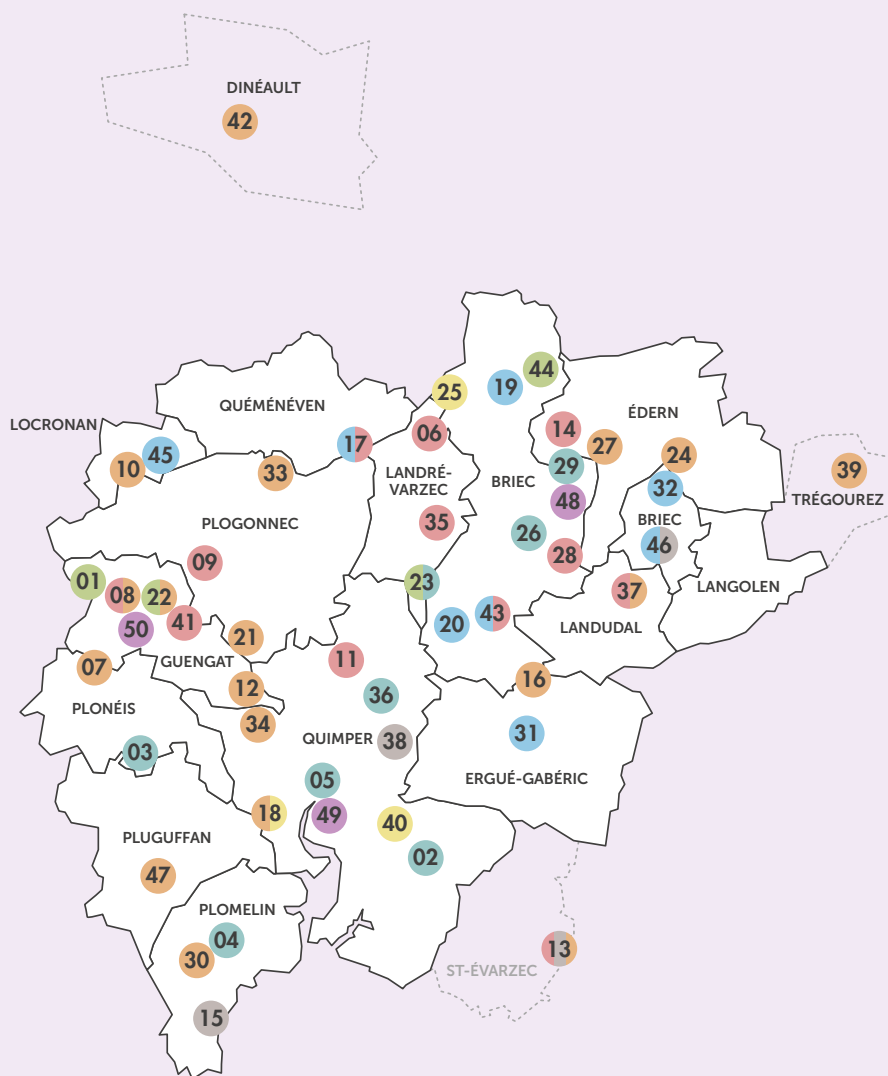 DINÉAULT
42
44
19
25
QUÉMÉNÉVEN
ÉDERN
LOCRONAN
06
14
17
27
45
24
10
29
39
33
LANDRÉ-
VARZEC
BRIEC
32
TRÉGOUREZ
48
35
BRIEC
PLOGONNEC
26
46
09
28
01
23
LANGOLEN
08
22
37
43
41
20
LANDUDAL
50
21
11
GUENGAT
07
16
12
36
PLONÉIS
34
31
QUIMPER
38
03
05
ERGUÉ-GABÉRIC
18
49
40
PLUGUFFAN
02
47
PLOMELIN
04
30
13
ST-ÉVARZEC
15